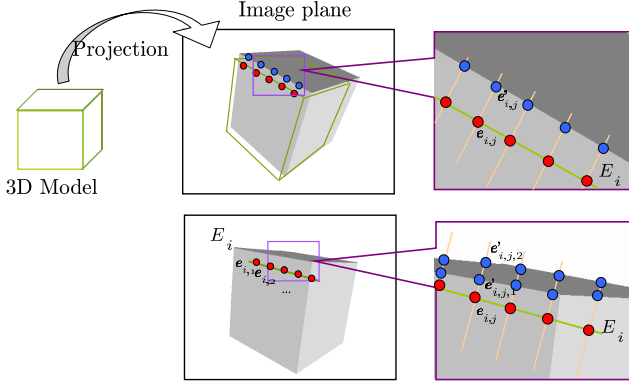 Image plane
Projection
3D Model
e'i,j
ei,j
Ei
Ei
ei,1
ei,2
...
e'i,j,2
e'i,j,1
ei,j
Ei